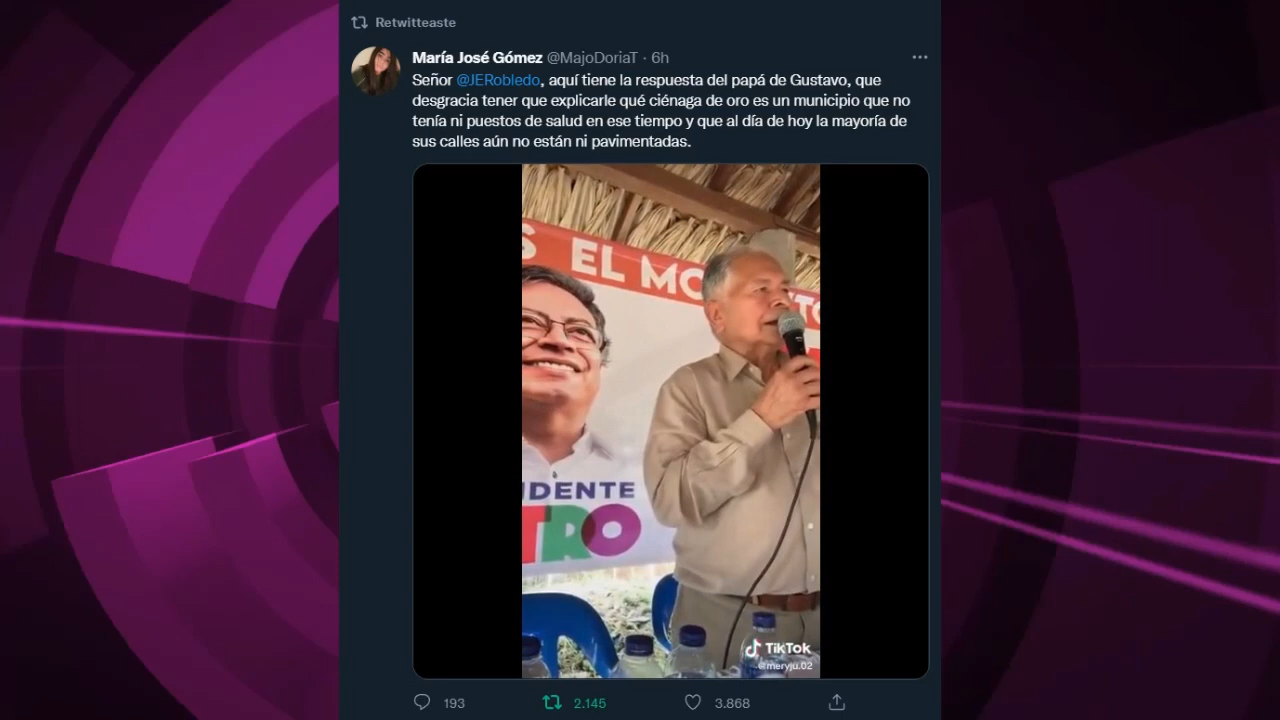 Retwitteaste
María José Gómez @MajoDoriaT · 6h
Señor @JERobledo, aquí tiene la respuesta del papá de Gustavo, que
desgracia tener que explicarle qué ciénaga de oro es un municipio que no
tenía ni puestos de salud en ese tiempo y que al día de hoy la mayoría de
sus calles aún no están ni pavimentadas.
S EL MO TO
IDENTE
TRO
TikTok
@meryju.02
193 2.145 3.868